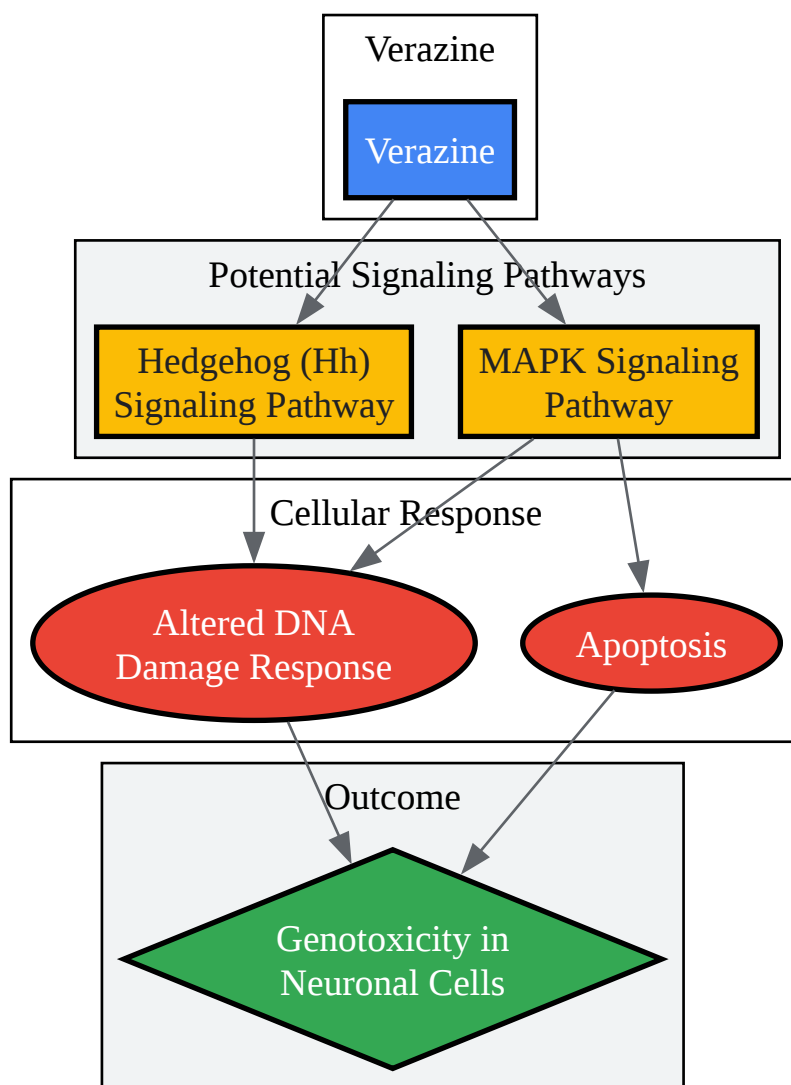 Verazine
Verazine
Potential Signaling Pathways
Hedgehog (Hh)
Signaling Pathway
MAPK Signaling
Pathway
Cellular Response
Altered DNA
Damage Response
Apoptosis
Outcome
Genotoxicity in
Neuronal Cells